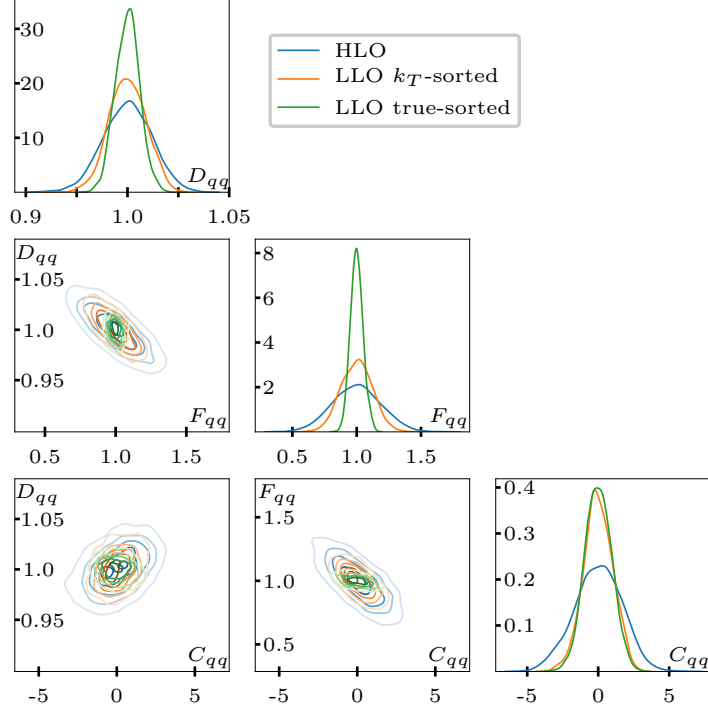 30
20
10
D_{qq}
0.9 1.0 1.05
HLO
LLO k_T-sorted
LLO true-sorted
D_{qq}
1.05
1.0
0.95
F_{qq}
0.5 1.0 1.5
8
6
4
2
F_{qq}
0.5 1.0 1.5
D_{qq}
1.05
1.0
0.95
C_{qq}
-5 0 5
F_{qq}
1.5
1.0
0.5
C_{qq}
-5 0 5
0.4
0.3
0.2
0.1
C_{qq}
-5 0 5